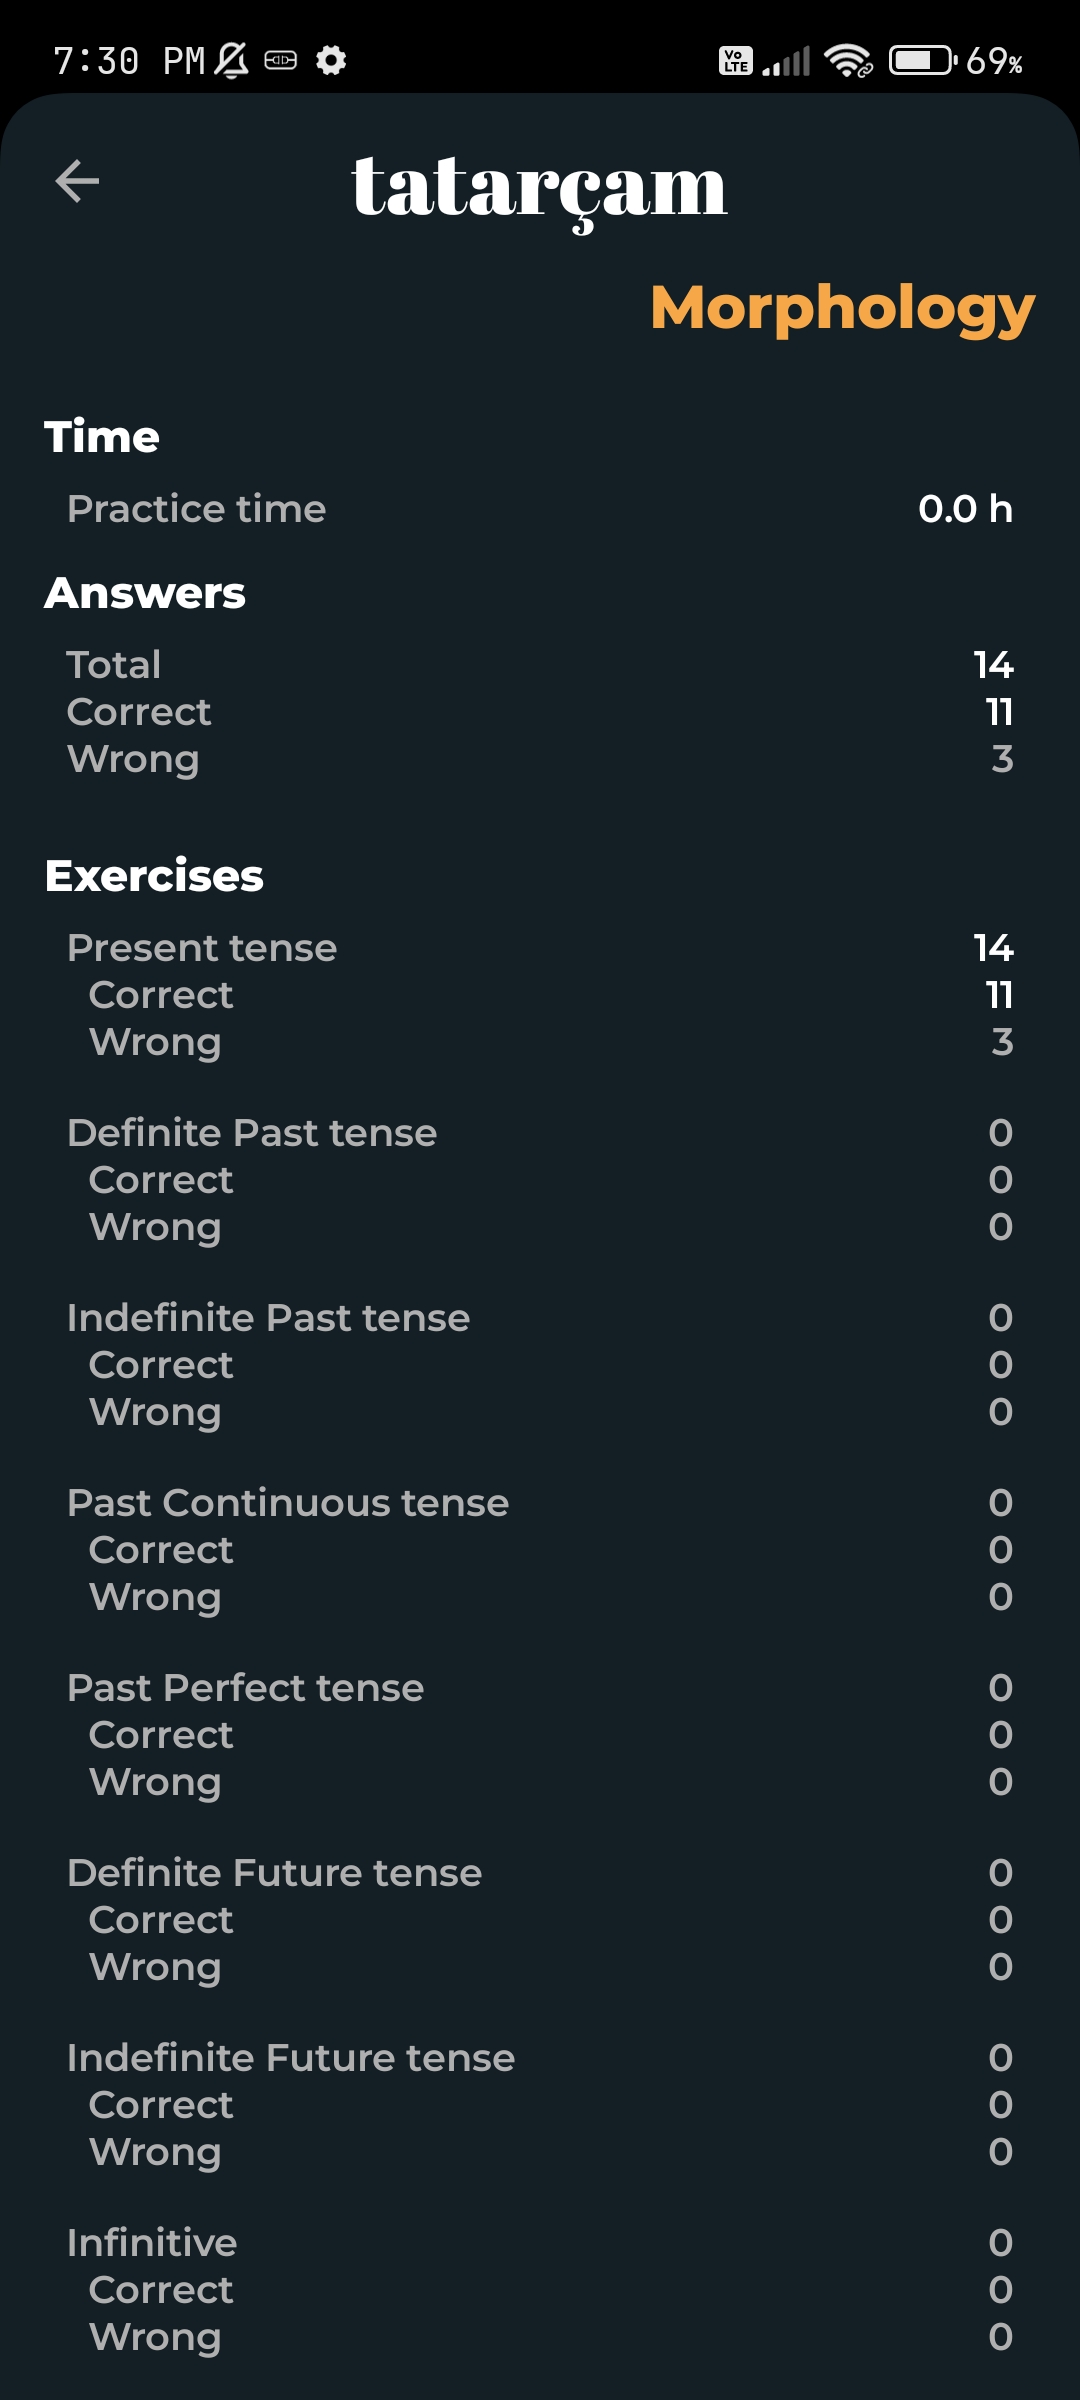 7:30 PM Vo LTE 69%
tatarçam
Morphology
Time
Practice time 0.0 h
Answers
Total 14
Correct 11
Wrong 3
Exercises
Present tense 14
Correct 11
Wrong 3
Definite Past tense 0
Correct 0
Wrong 0
Indefinite Past tense 0
Correct 0
Wrong 0
Past Continuous tense 0
Correct 0
Wrong 0
Past Perfect tense 0
Correct 0
Wrong 0
Definite Future tense 0
Correct 0
Wrong 0
Indefinite Future tense 0
Correct 0
Wrong 0
Infinitive 0
Correct 0
Wrong 0